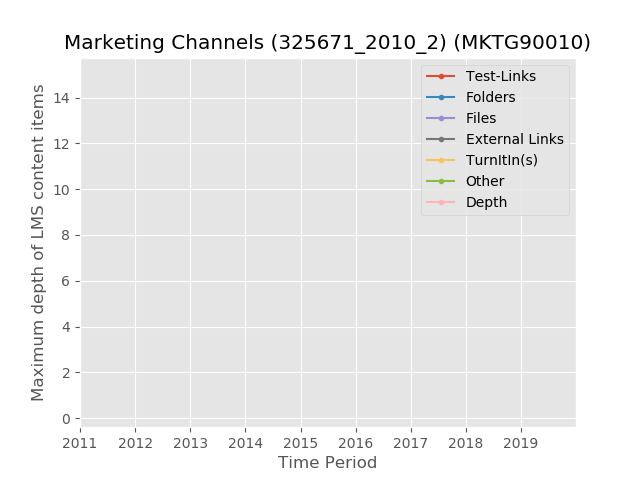 Marketing Channels (325671_2010_2) (MKTG90010)
Maximum depth of LMS content items
14
12
10
8
6
4
2
0
Test-Links
Folders
Files
External Links
TurnItIn(s)
Other
Depth
2011 2012 2013 2014 2015 2016 2017 2018 2019
Time Period